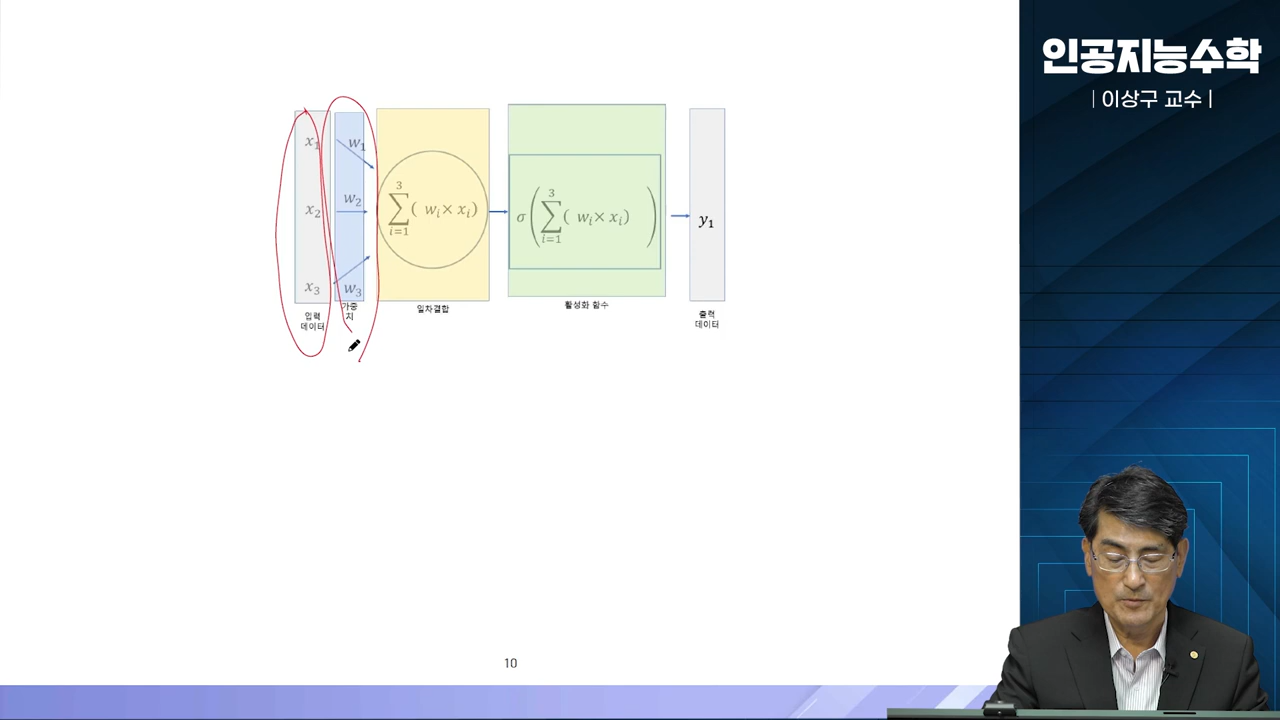 인공지능수학
| 이상구 교수 |
x₁ w₁
x₂ w₂
x₃ w₃
3
∑( wᵢ× xᵢ)
i=1
3
σ(∑( wᵢ× xᵢ) )
i=1
y₁
입력
데이터
가중
치
일차결합
활성화 함수
출력
데이터
10